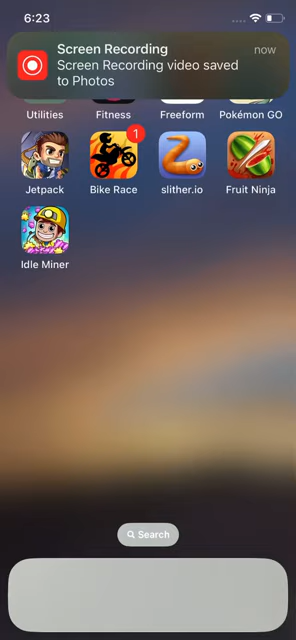 6:23
Screen Recording
now
Screen Recording video saved
to Photos
Utilities
Fitness
Freeform
Pokémon GO
1
Jetpack
Bike Race
slither.io
Fruit Ninja
Idle Miner
Search